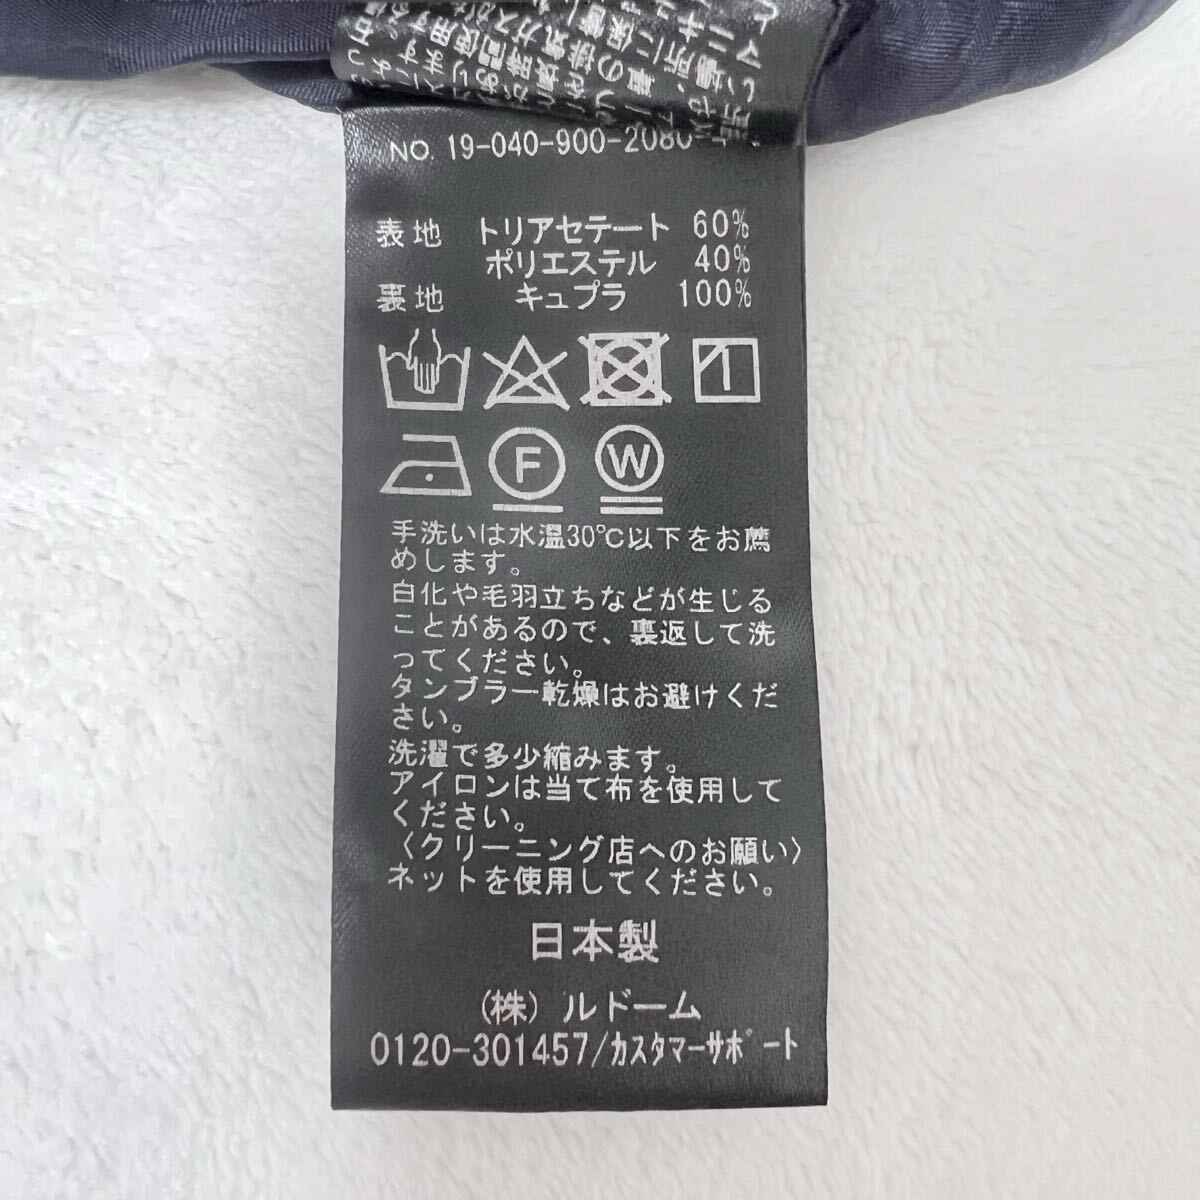 NO. 19-040-900-2080
表地 トリアセテート 60%
ポリエステル 40%
裏地 キュプラ 100%
F W
手洗いは水温30℃以下をお薦
めします。
白化や毛羽立ちなどが生じる
ことがあるので、裏返して洗
ってください。
タンブラー乾燥はお避けくだ
さい。
洗濯で多少縮みます。
アイロンは当て布を使用して
ください。
〈クリーニング店へのお願い〉
ネットを使用してください。
日本製
(株) ルドーム
0120-301457/カスタマーサポート